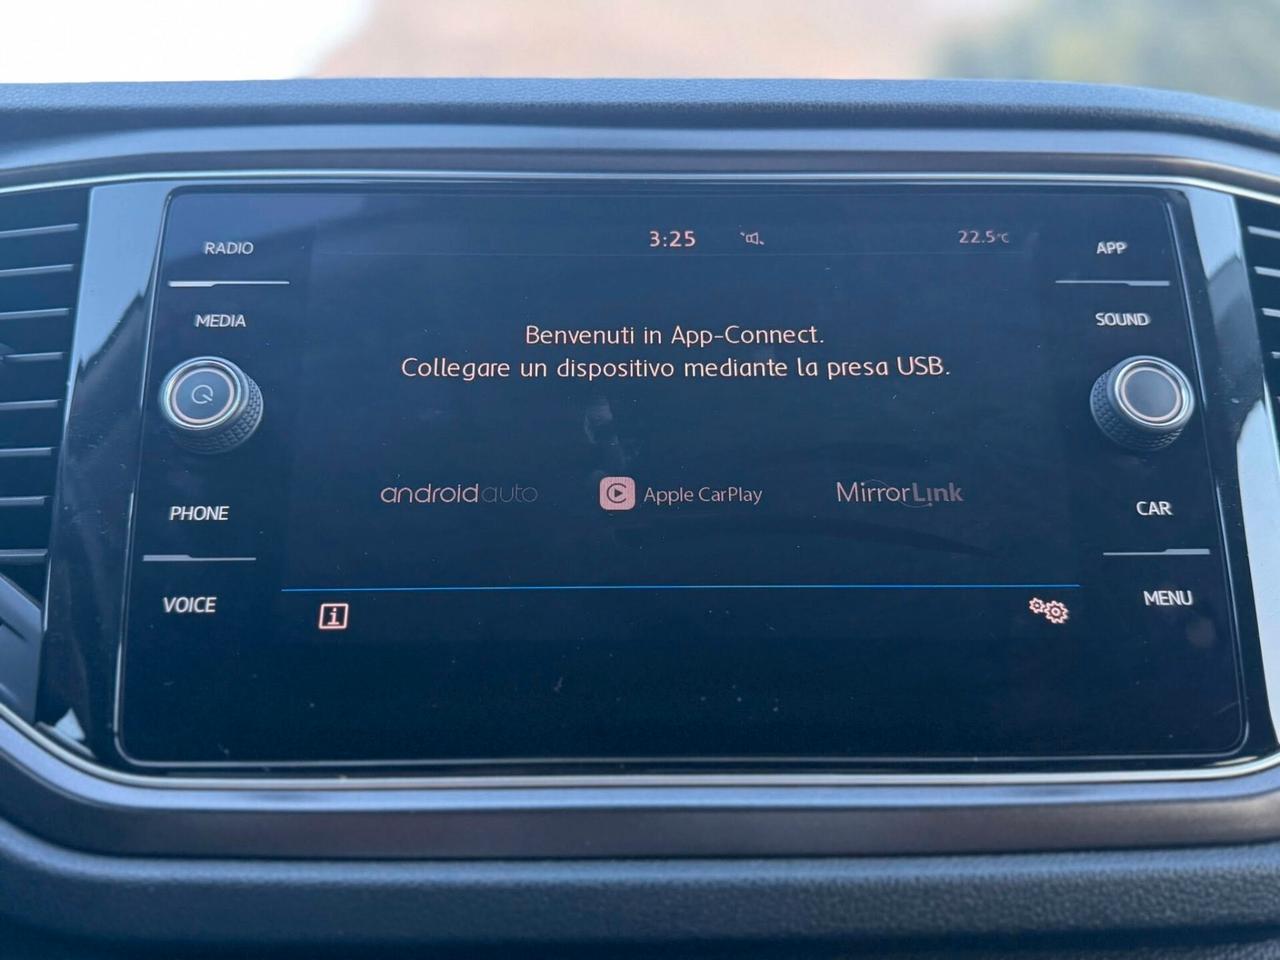 RADIO
3:25
22.5°C
APP
MEDIA
SOUND
Benvenuti in App-Connect.
Collegare un dispositivo mediante la presa USB.
androidauto
Apple CarPlay
MirrorLink
PHONE
CAR
VOICE
i
MENU